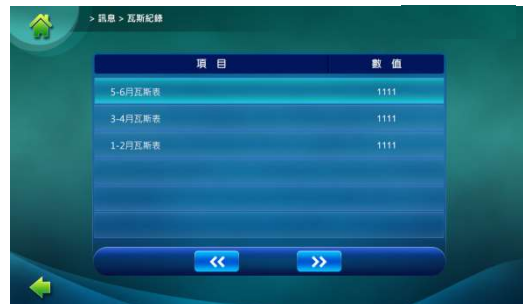 > 訊息 > 瓦斯紀錄
項 目 數 值
5-6月瓦斯表 1111
3-4月瓦斯表 1111
1-2月瓦斯表 1111